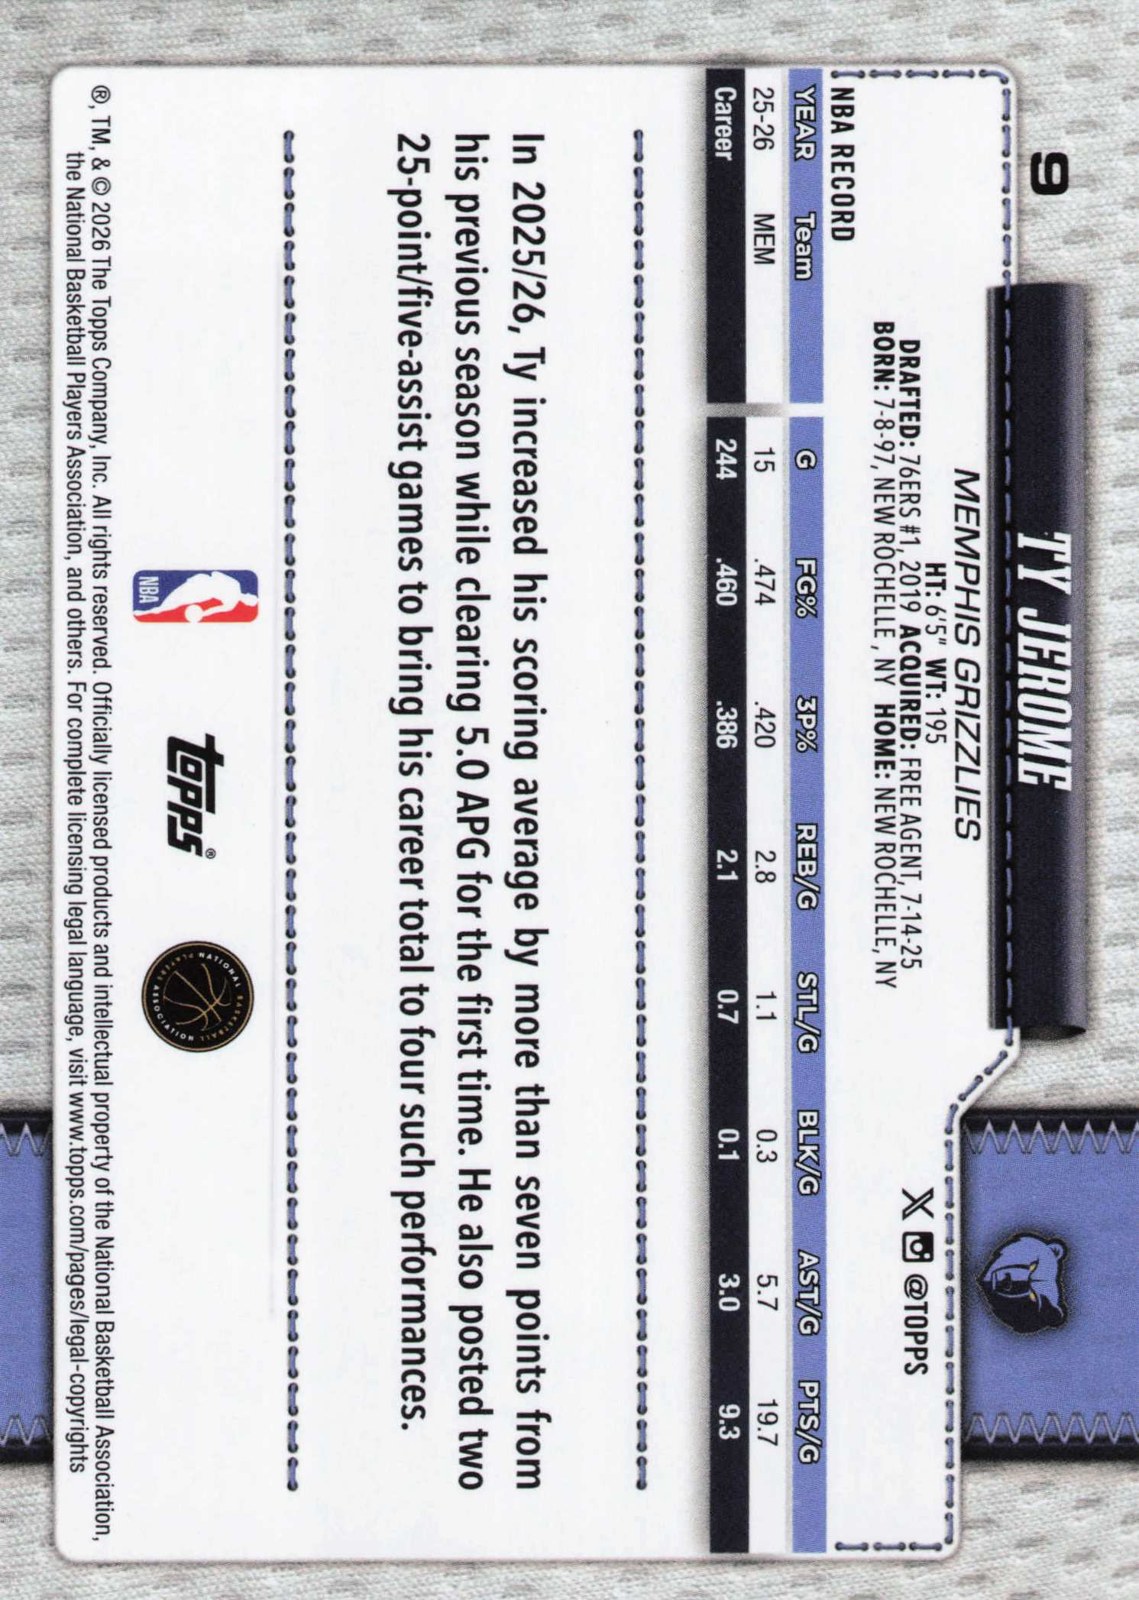 9
TY JEROME
MEMPHIS GRIZZLIES
HT: 6'5" WT: 195
DRAFTED: 76ERS #1, 2019 ACQUIRED: FREE AGENT, 7-14-25
BORN: 7-8-97, NEW ROCHELLE , NY HOME: NEW ROCHELLE, NY
@TOPPS
NBA RECORD
YEAR Team G FG% 3P% REB/G STL/G BLK/G AST/G PTS/G
25-26 MEM 15 .474 .420 2.8 1.1 0.3 5.7 19.7
Career 244 .460 .386 2.1 0.7 0.1 3.0 9.3
In 2025/26, Ty increased his scoring average by more than seven points from
his previous season while clearing 5.0 APG for the first time. He also posted two
25-point/five-assist games to bring his career total to four such performances.
NBA
topps®
NATIONAL BASKETBALL PLAYERS ASSOCIATION
®, TM, & © 2026 The Topps Company, Inc. All rights reserved. Officially licensed products and intellectual property of the National Basketball Association,
the National Basketball Players Association, and others. For complete licensing legal language, visit www.topps.com/pages/legal-copyrights